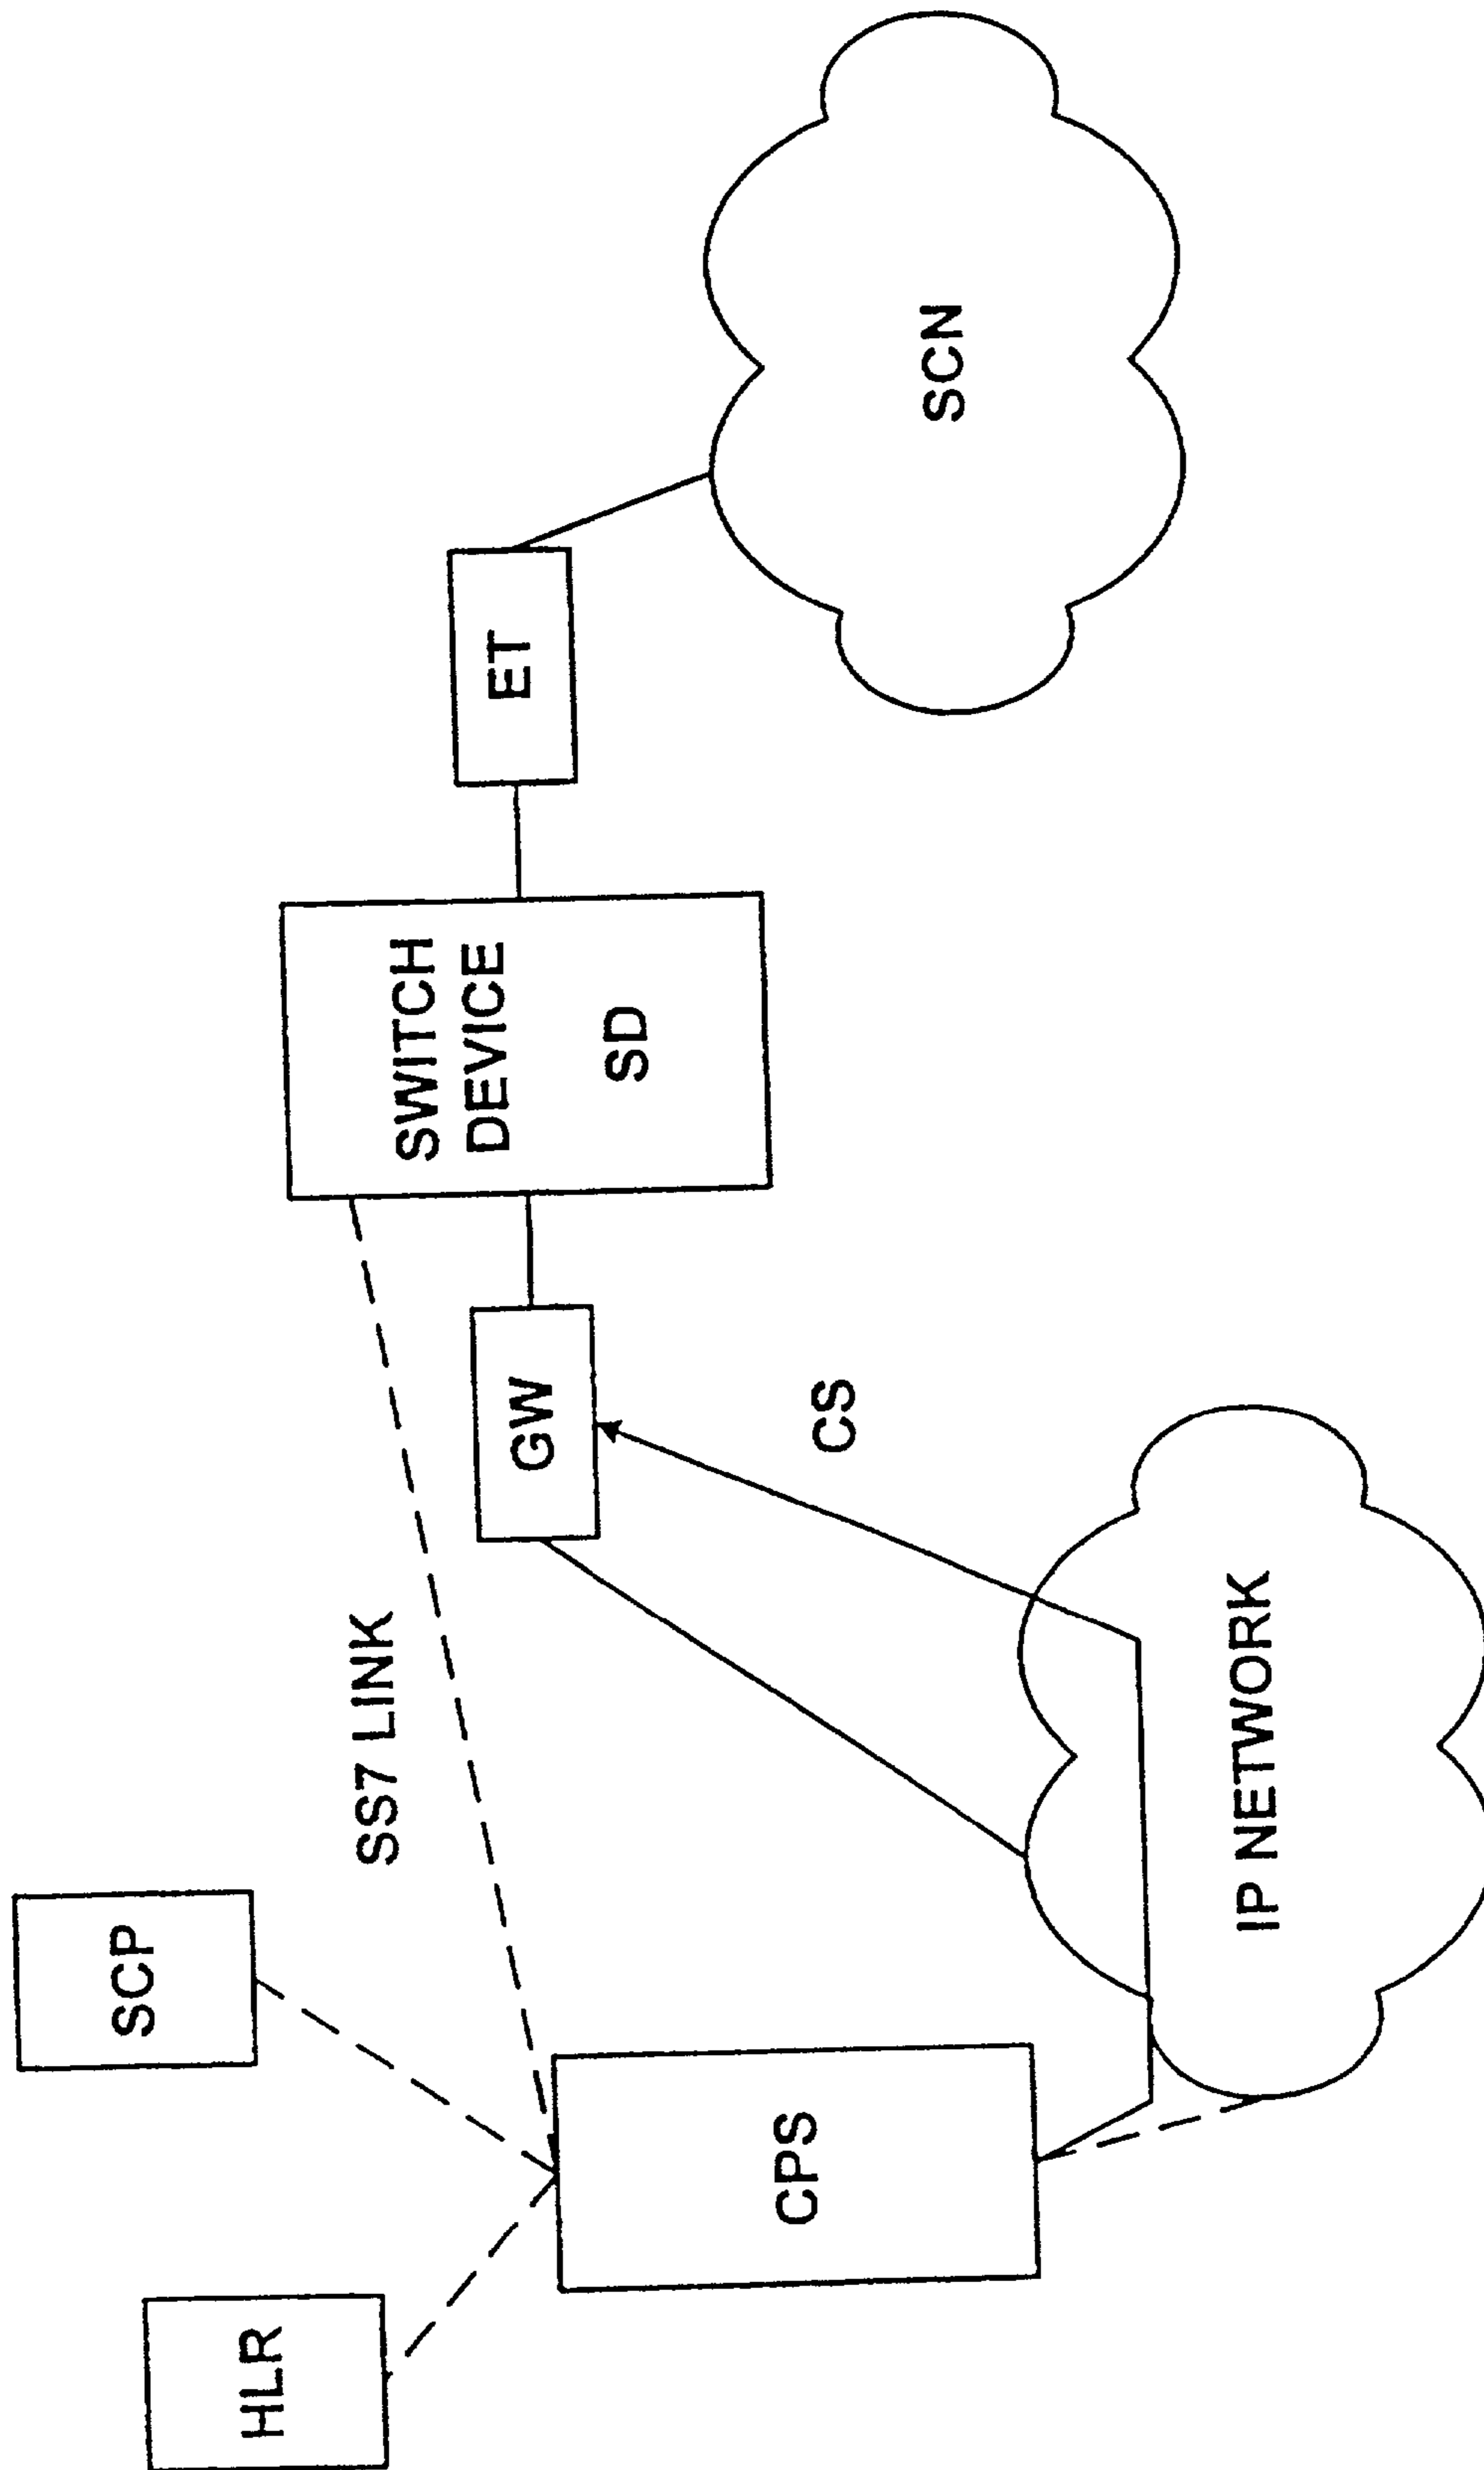 HLR
SCP
SS7 LINK
CPS
GW
CS
IP NETWORK
SWITCH
DEVICE
SD
ET
SCN